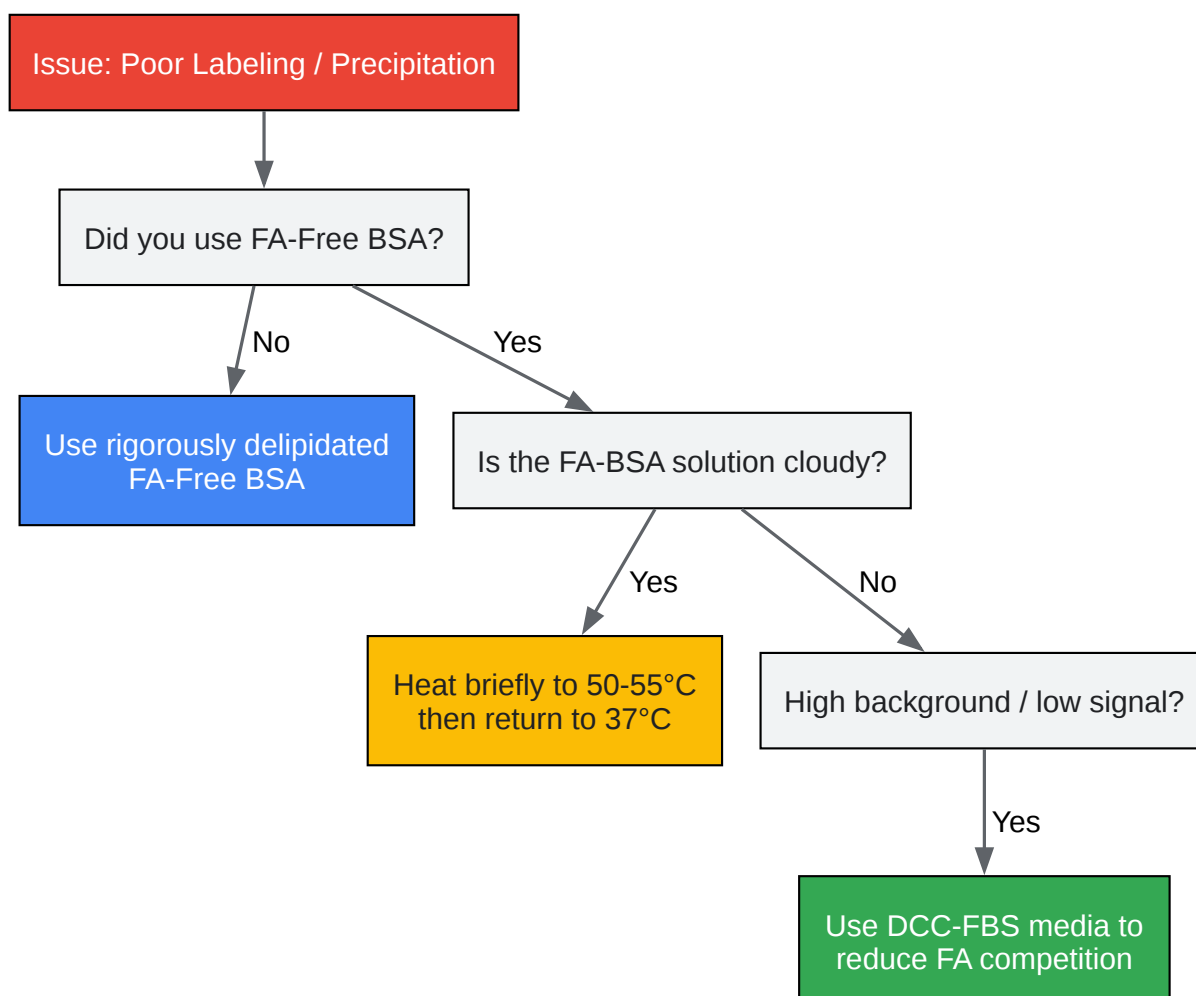 Issue: Poor Labeling / Precipitation
Did you use FA-Free BSA?
No
Yes
Use rigorously delipidated
FA-Free BSA
Is the FA-BSA solution cloudy?
Yes
No
Heat briefly to 50-55°C
then return to 37°C
High background / low signal?
Yes
Use DCC-FBS media to
reduce FA competition